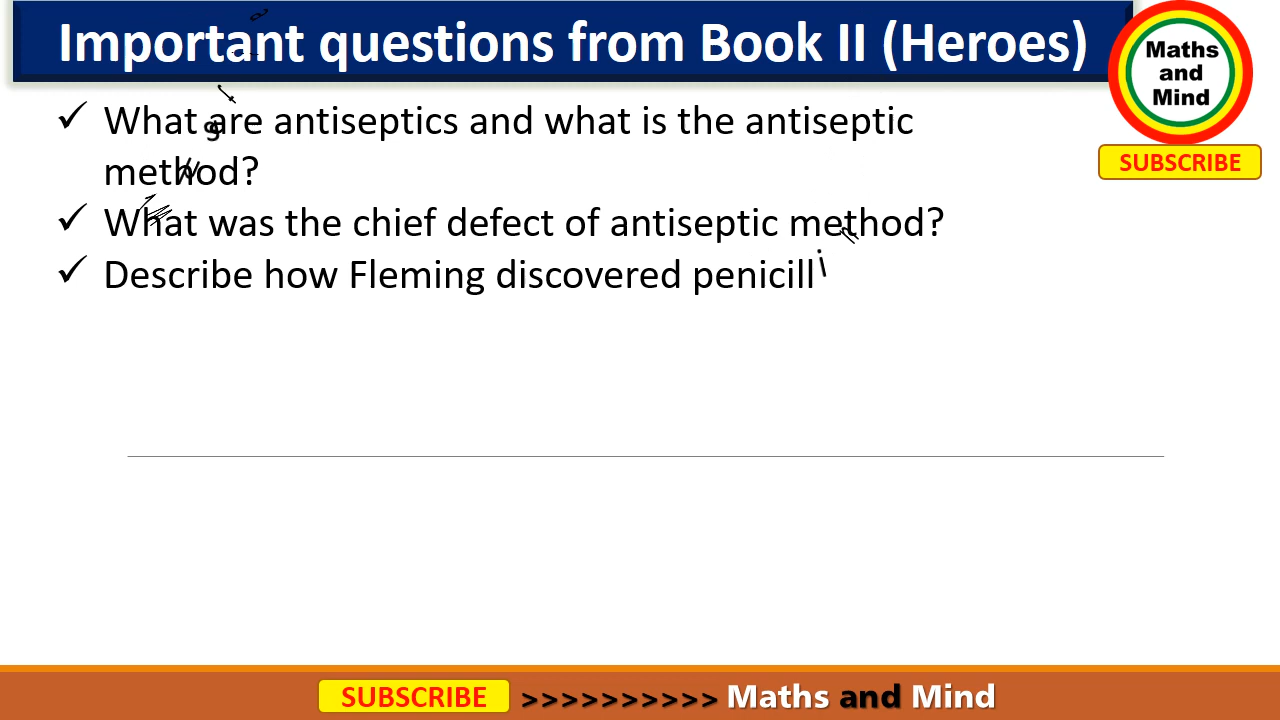 Important questions from Book II (Heroes)
Maths
and
Mind
SUBSCRIBE
✓ What are antiseptics and what is the antiseptic
method?
✓ What was the chief defect of antiseptic method?
✓ Describe how Fleming discovered penicilli
SUBSCRIBE >>>>>>>>>> Maths and Mind